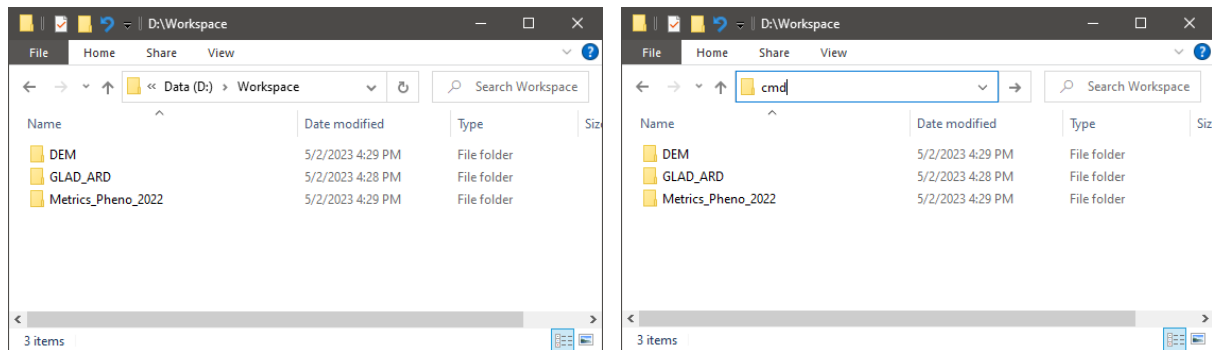 D:\Workspace
File Home Share View
« Data (D:) › Workspace Search Workspace
Name Date modified Type Siz
DEM 5/2/2023 4:29 PM File folder
GLAD_ARD 5/2/2023 4:28 PM File folder
Metrics_Pheno_2022 5/2/2023 4:29 PM File folder
3 items
D:\Workspace
File Home Share View
cmd Search Workspace
Name Date modified Type Siz
DEM 5/2/2023 4:29 PM File folder
GLAD_ARD 5/2/2023 4:28 PM File folder
Metrics_Pheno_2022 5/2/2023 4:29 PM File folder
3 items